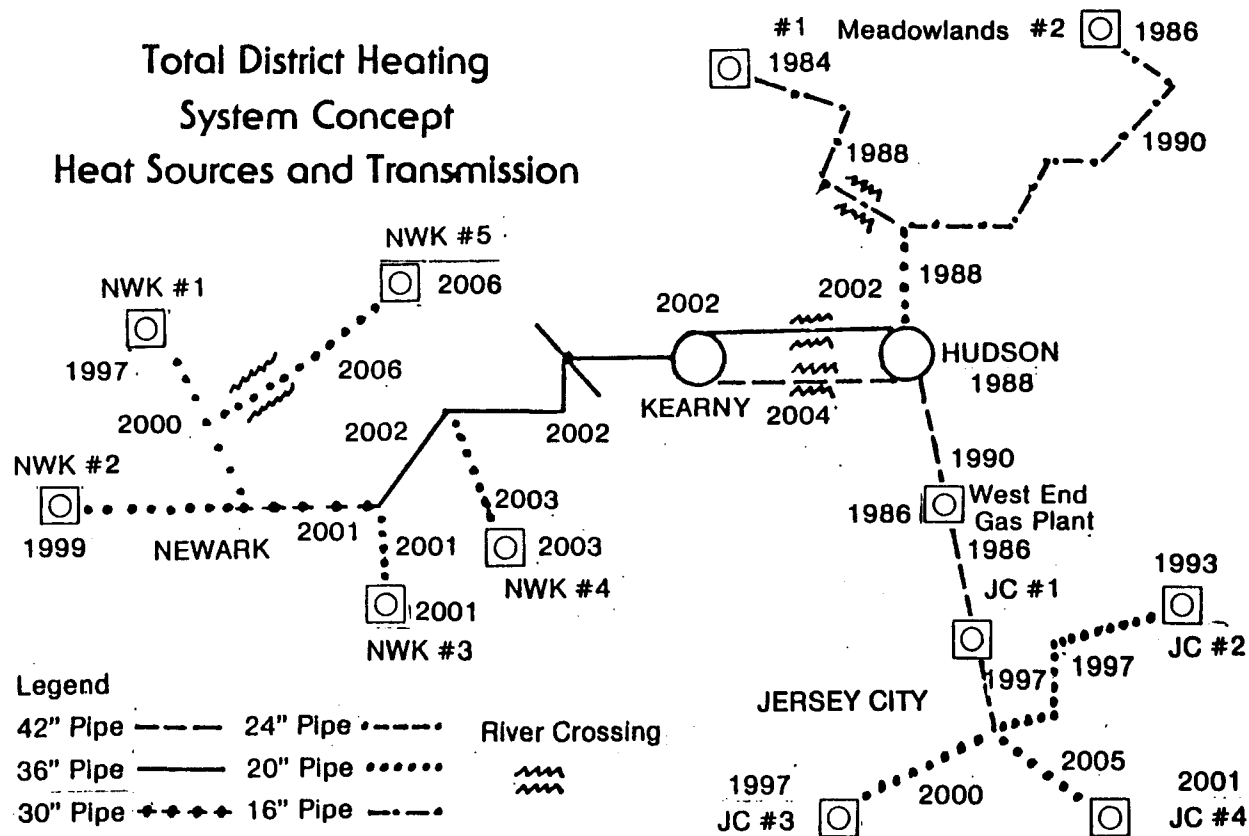 Total District Heating
System Concept
Heat Sources and Transmission
#1 Meadowlands #2
1984
1986
1988
1990
1988
NWK #5
2006
2006
NWK #1
1997
2000
NWK #2
1999
NEWARK
2001
2001
2001
NWK #3
2002
2003
2003
NWK #4
2002
2002
2002
KEARNY
2004
HUDSON
1988
1990
1986
West End
Gas Plant
1986
JC #1
1993
JC #2
1997
1997
JERSEY CITY
1997
JC #3
2000
2005
2001
JC #4
Legend
42" Pipe
24" Pipe
River Crossing
36" Pipe
20" Pipe
30" Pipe
16" Pipe